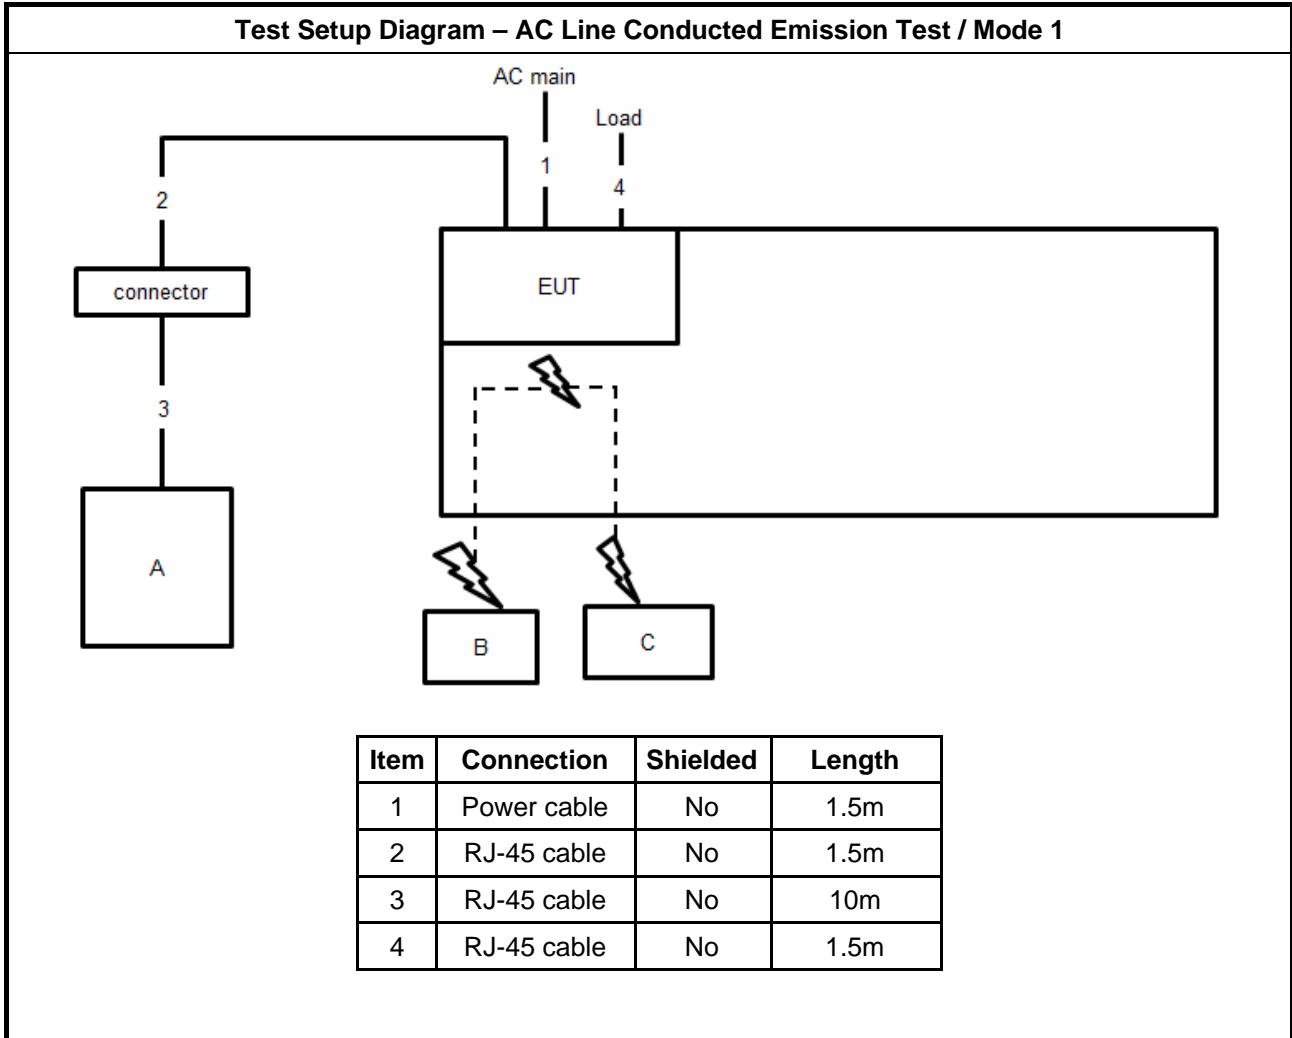 Test Setup Diagram – AC Line Conducted Emission Test / Mode 1
AC main
Load
1
2
4
connector
EUT
3
A
B
C
Item Connection Shielded Length
1 Power cable No 1.5m
2 RJ-45 cable No 1.5m
3 RJ-45 cable No 10m
4 RJ-45 cable No 1.5m